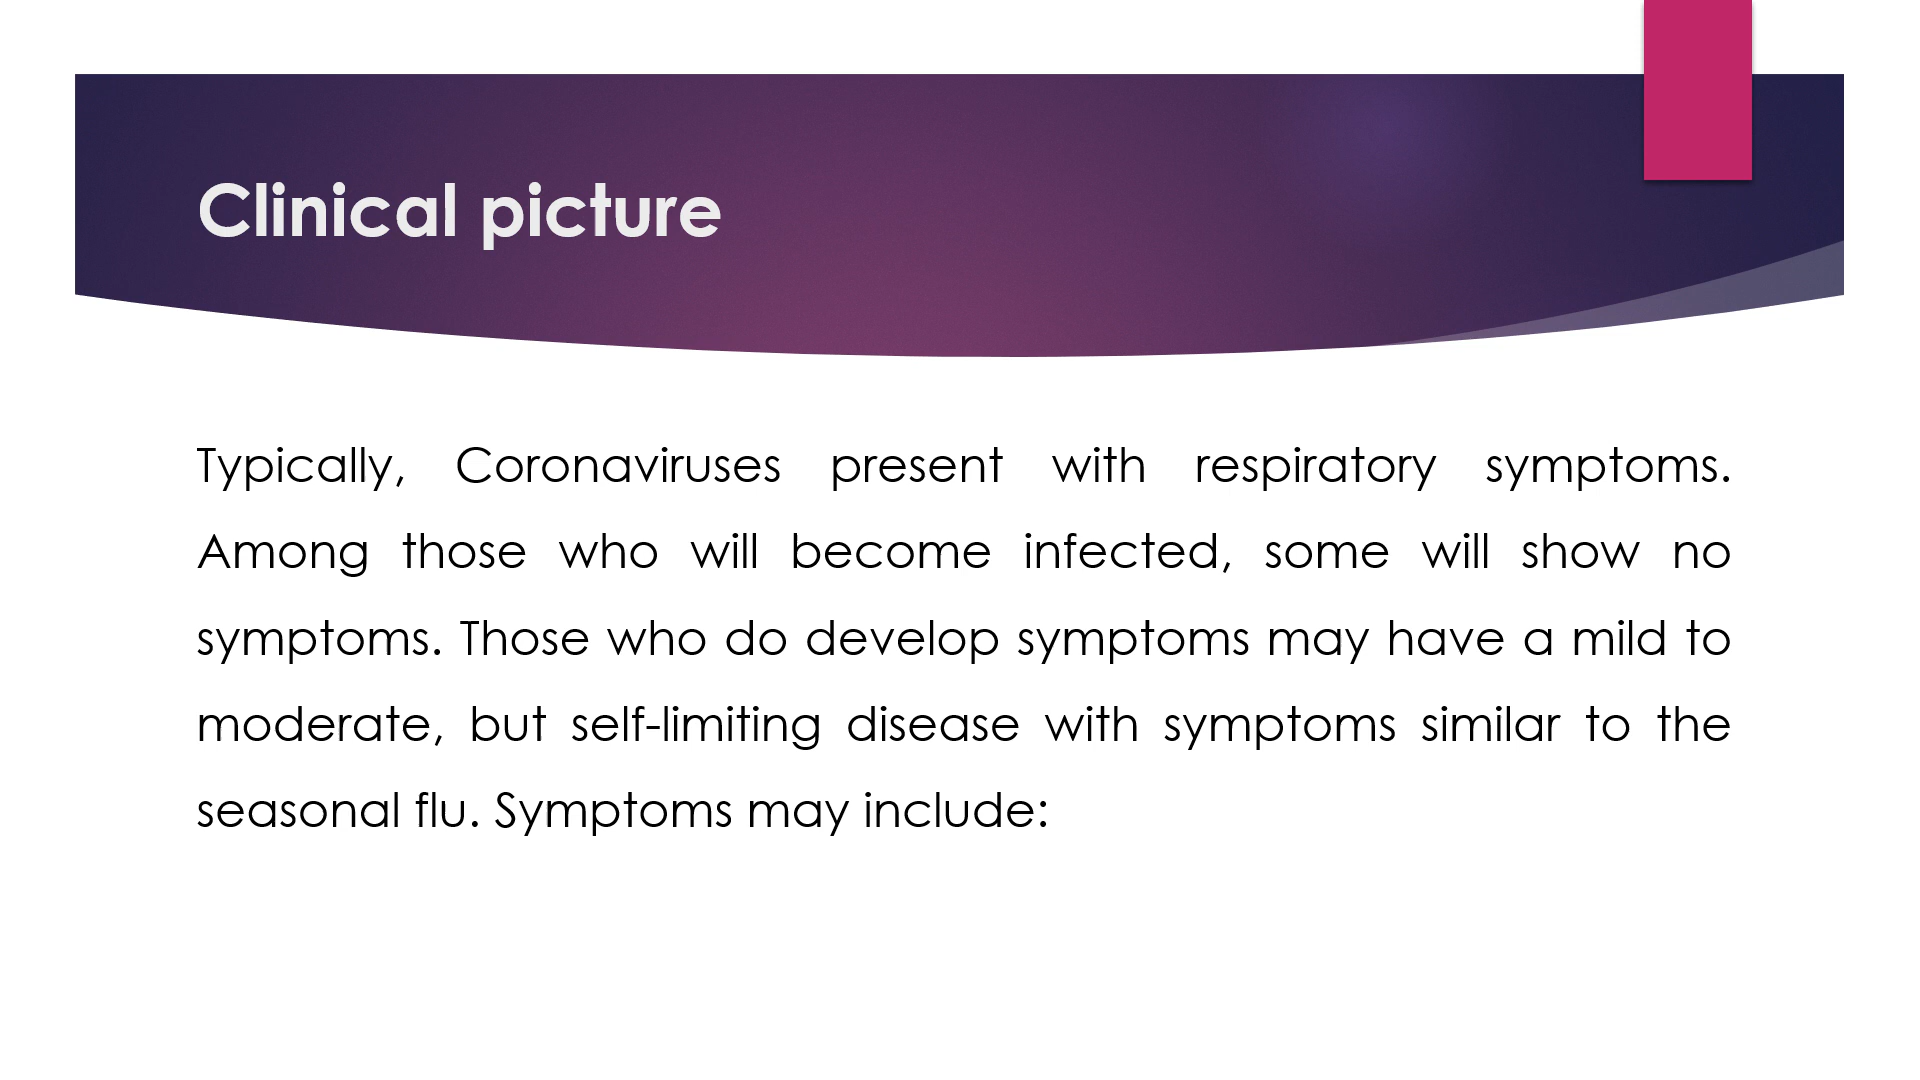 Clinical picture
Typically, Coronaviruses present with respiratory symptoms.
Among those who will become infected, some will show no
symptoms. Those who do develop symptoms may have a mild to
moderate, but self-limiting disease with symptoms similar to the
seasonal flu. Symptoms may include: